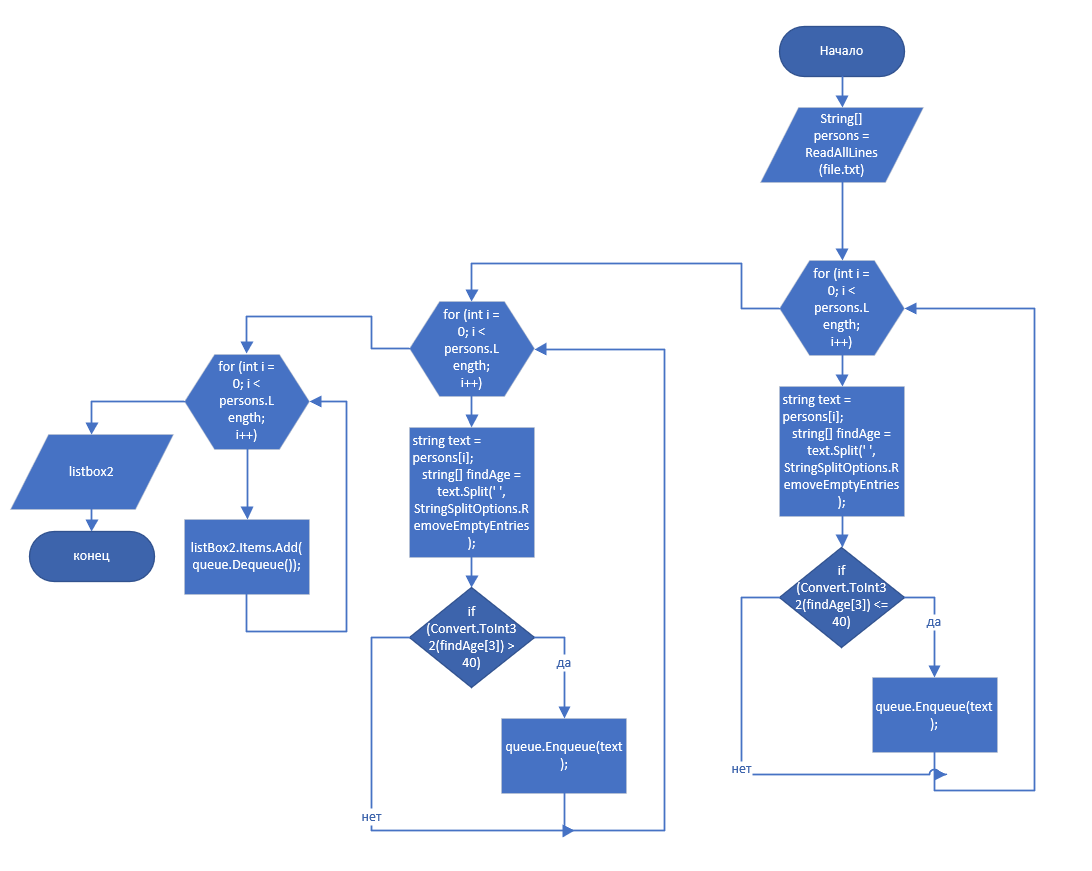 Начало
String[]
persons =
ReadAllLines
(file.txt)
for (int i =
0; i <
persons.L
ength;
i++)
string text =
persons[i];
string[] findAge =
text.Split(' ',
StringSplitOptions.R
emoveEmptyEntries
);
if
(Convert.ToInt3
2(findAge[3]) <=
40)
да
queue.Enqueue(text
);
нет
for (int i =
0; i <
persons.L
ength;
i++)
string text =
persons[i];
string[] findAge =
text.Split(' ',
StringSplitOptions.R
emoveEmptyEntries
);
if
(Convert.ToInt3
2(findAge[3]) >
40)
да
queue.Enqueue(text
);
нет
for (int i =
0; i <
persons.L
ength;
i++)
listBox2.Items.Add(
queue.Dequeue());
listbox2
конец